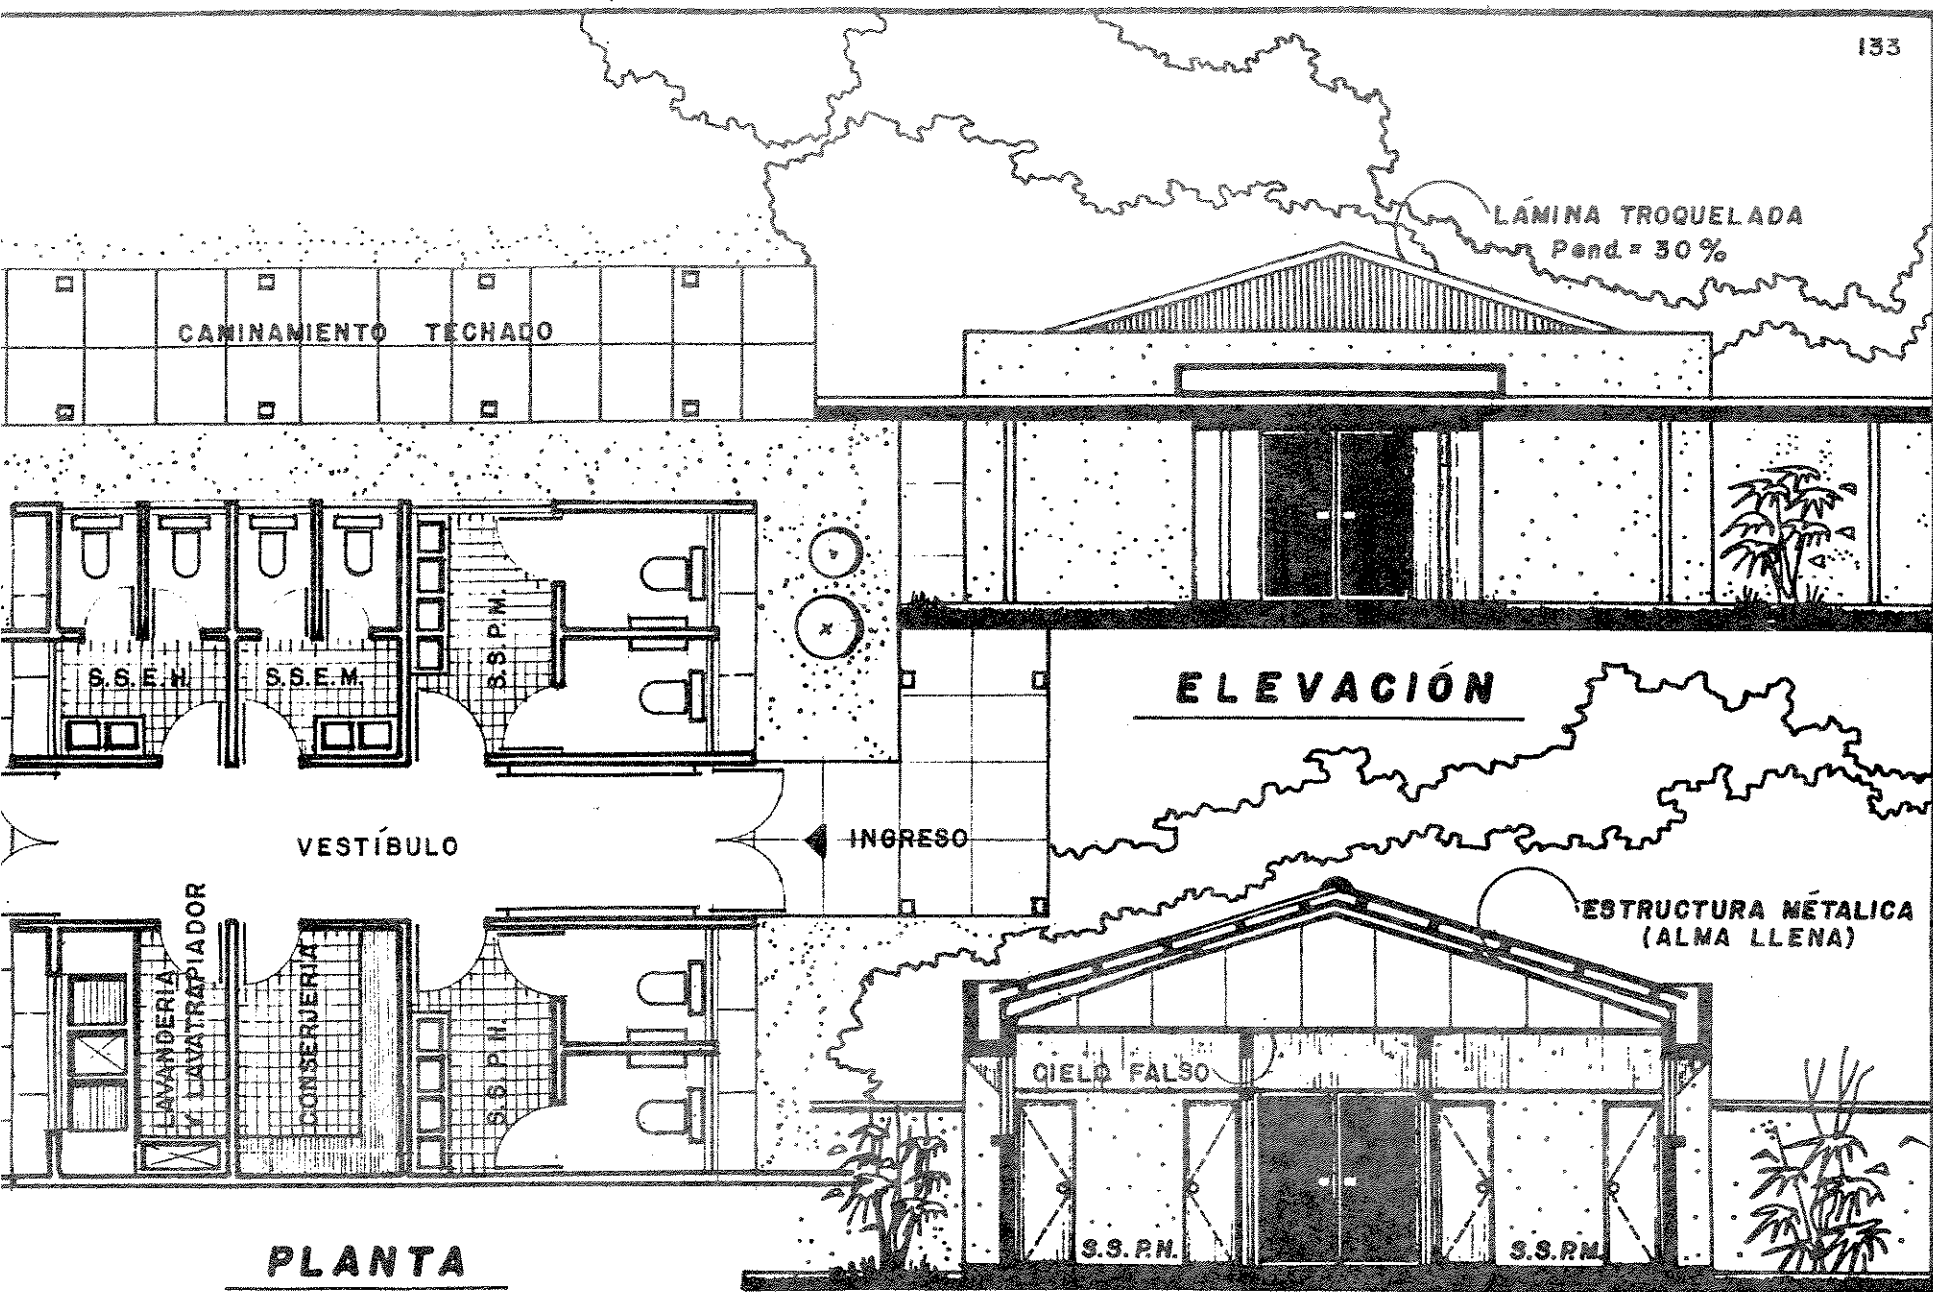 133
LÁMINA TROQUELADA
Pend.= 30%
CAMINAMIENTO TECHADO
S.S.P.M.
S.S.E.H.
S.S.E.M.
ELEVACIÓN
VESTÍBULO
INGRESO
ESTRUCTURA MÉTALICA
(ALMA LLENA)
LAVANDERIA
Y LAVATRAPIADOR
CONSERJERIA
S.S.P.H.
CIELO FALSO
S.S.P.H.
S.S.P.M.
PLANTA